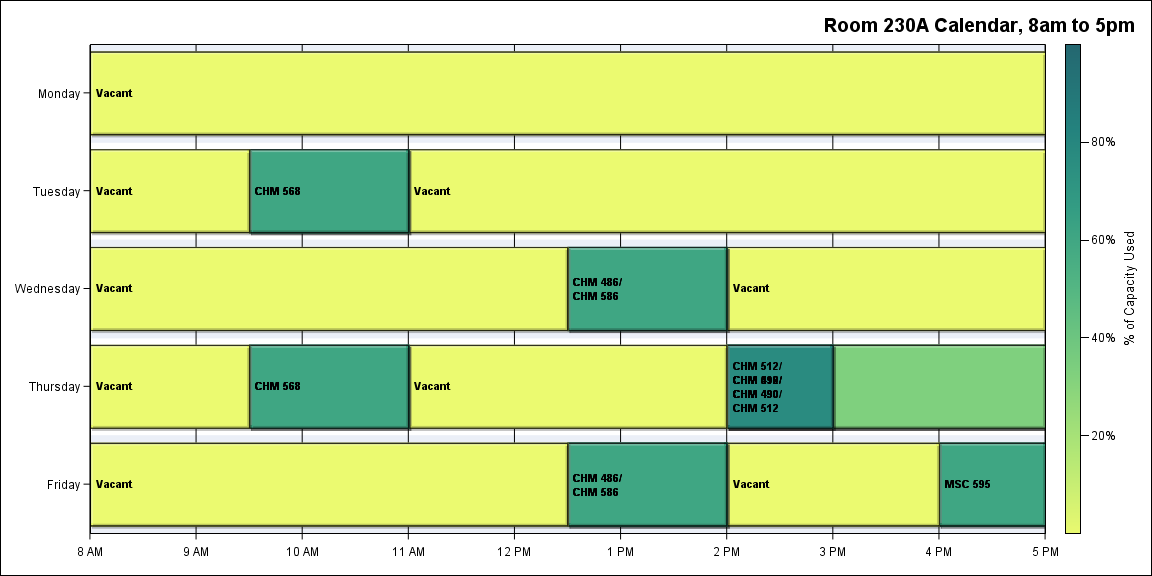 Room 230A Calendar, 8am to 5pm
Monday
Vacant
Tuesday
Vacant
CHM 568
Vacant
Wednesday
Vacant
CHM 486/
CHM 586
Vacant
Thursday
Vacant
CHM 568
Vacant
CHM 512/
CHM
CHM 490/
CHM 512
Friday
Vacant
CHM 486/
CHM 586
Vacant
MSC 595
8 AM
9 AM
10 AM
11 AM
12 PM
1 PM
2 PM
3 PM
4 PM
5 PM
80%
60%
40%
20%
% of Capacity Used